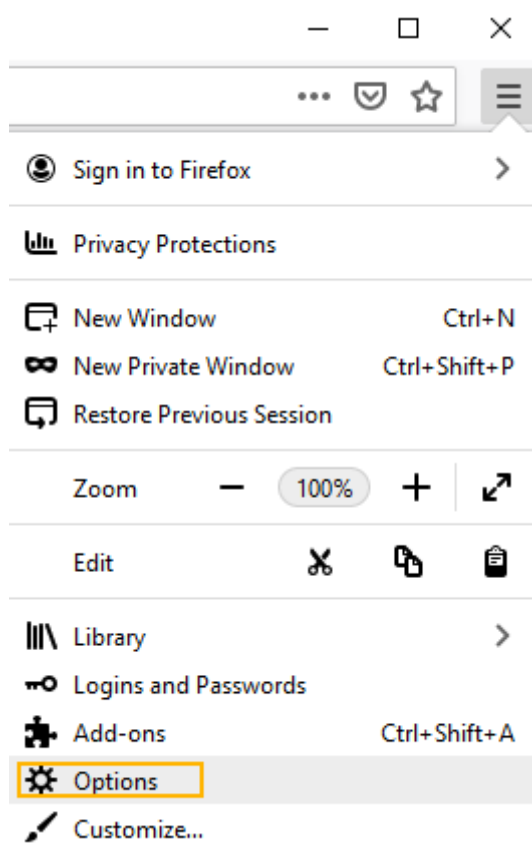 Sign in to Firefox
Privacy Protections
New Window Ctrl+N
New Private Window Ctrl+Shift+P
Restore Previous Session
Zoom 100%
Edit
Library
Logins and Passwords
Add-ons Ctrl+Shift+A
Options
Customize...